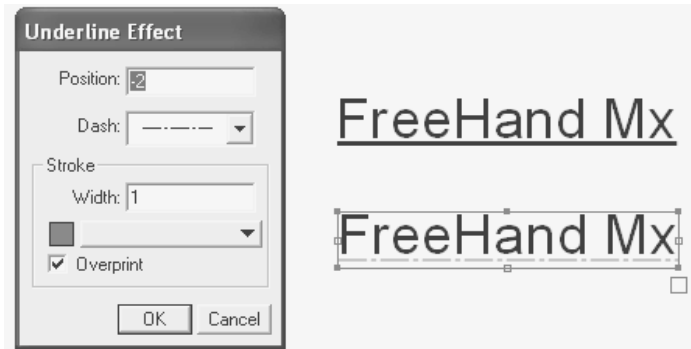 Underline Effect
Position: -2
Dash:
Stroke
Width: 1
Overprint
OK Cancel
FreeHand Mx
FreeHand Mx